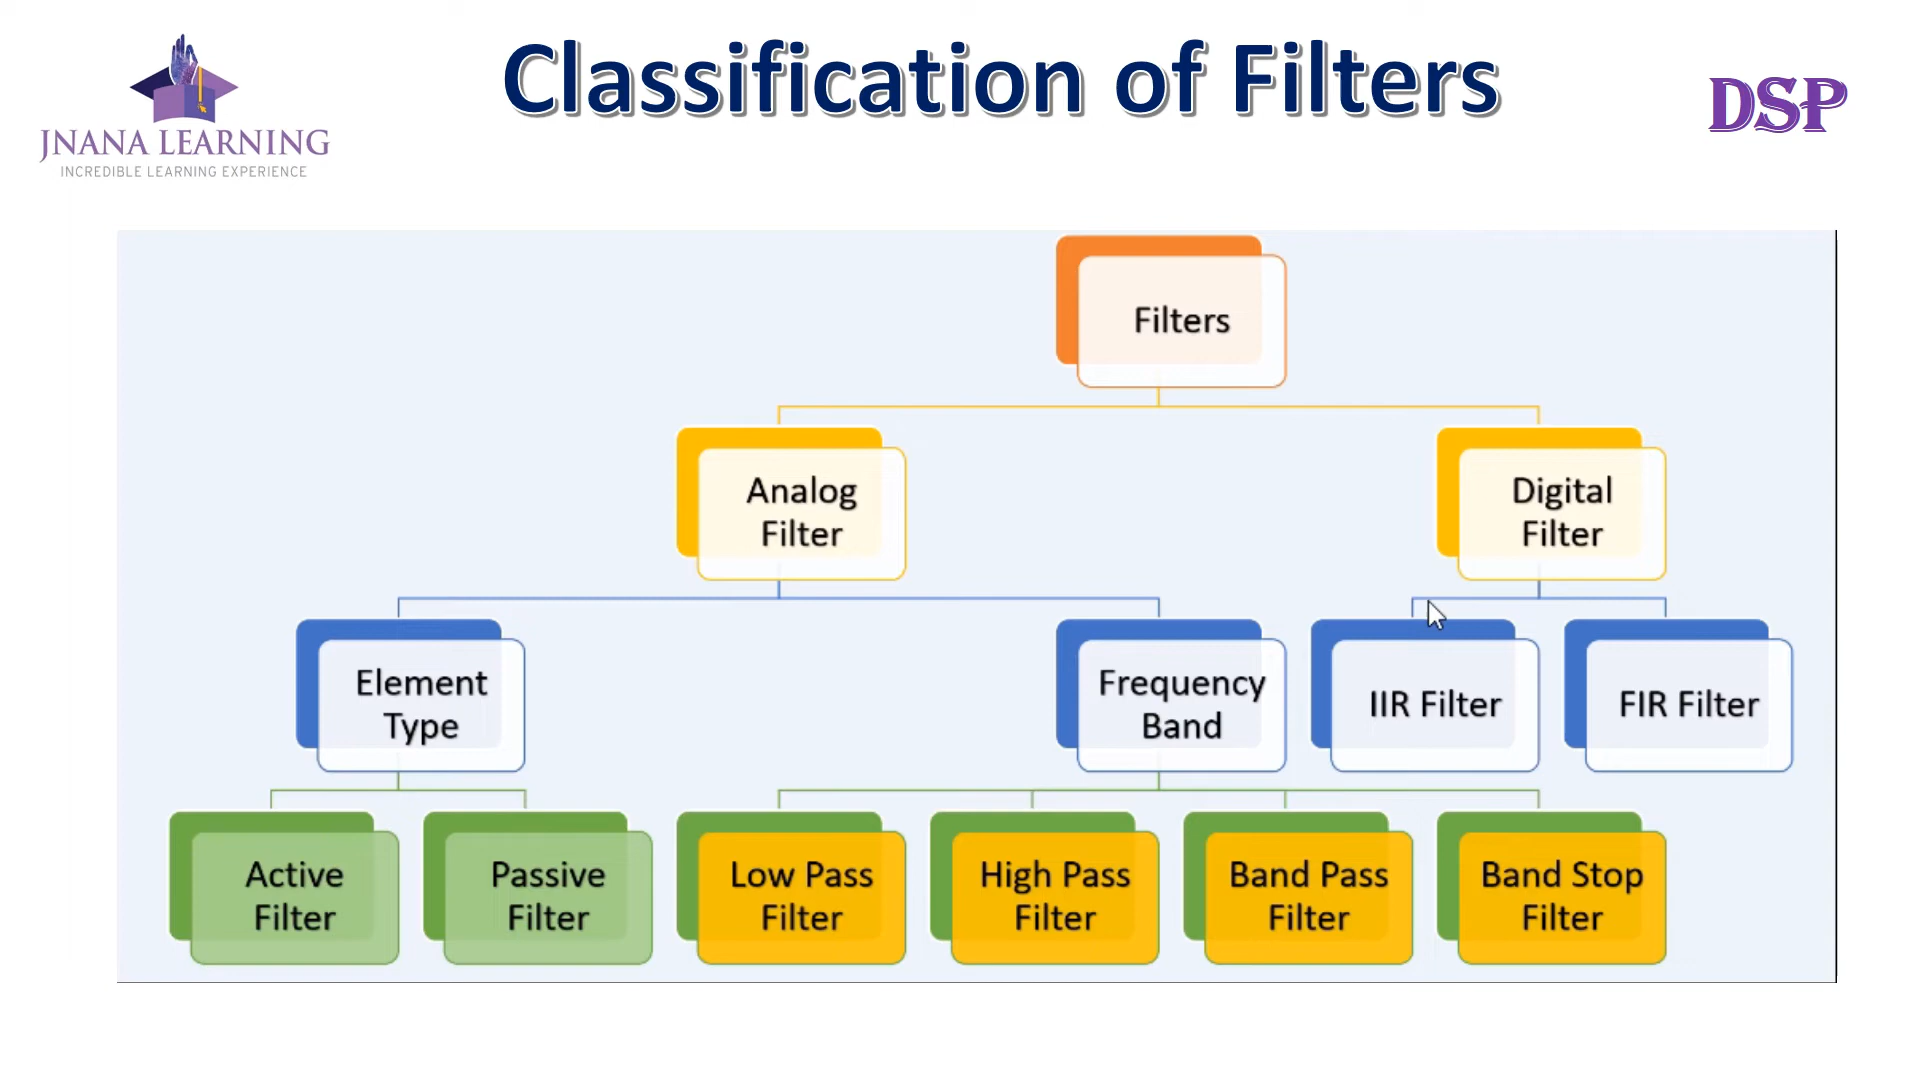 Classification of Filters
DSP
JNANA LEARNING
INCREDIBLE LEARNING EXPERIENCE
Filters
Analog
Filter
Digital
Filter
Element
Type
Frequency
Band
IIR Filter
FIR Filter
Active
Filter
Passive
Filter
Low Pass
Filter
High Pass
Filter
Band Pass
Filter
Band Stop
Filter